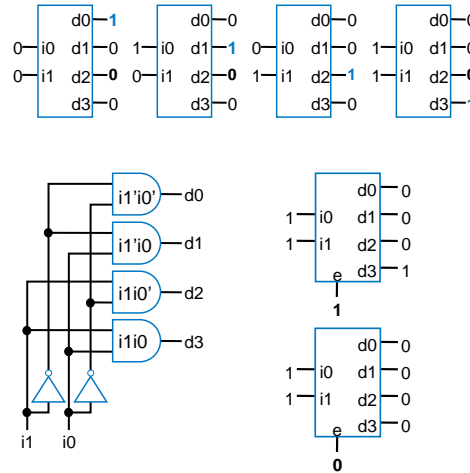 d0 1 d0 0 d0 0 d0 0
0 i0 d1 0 1 i0 d1 1 0 i0 d1 0 1 i0 d1 0
0 i1 d2 0 0 i1 d2 0 1 i1 d2 1 1 i1 d2 0
d3 0 d3 0 d3 0 d3 1
i1'i0' d0
i1'i0 d1
i1i0' d2
i1i0 d3
i1 i0
d0 0
1 i0 d1 0
1 i1 d2 0
e d3 1
1
d0 0
1 i0 d1 0
1 i1 d2 0
d3 0
e
0